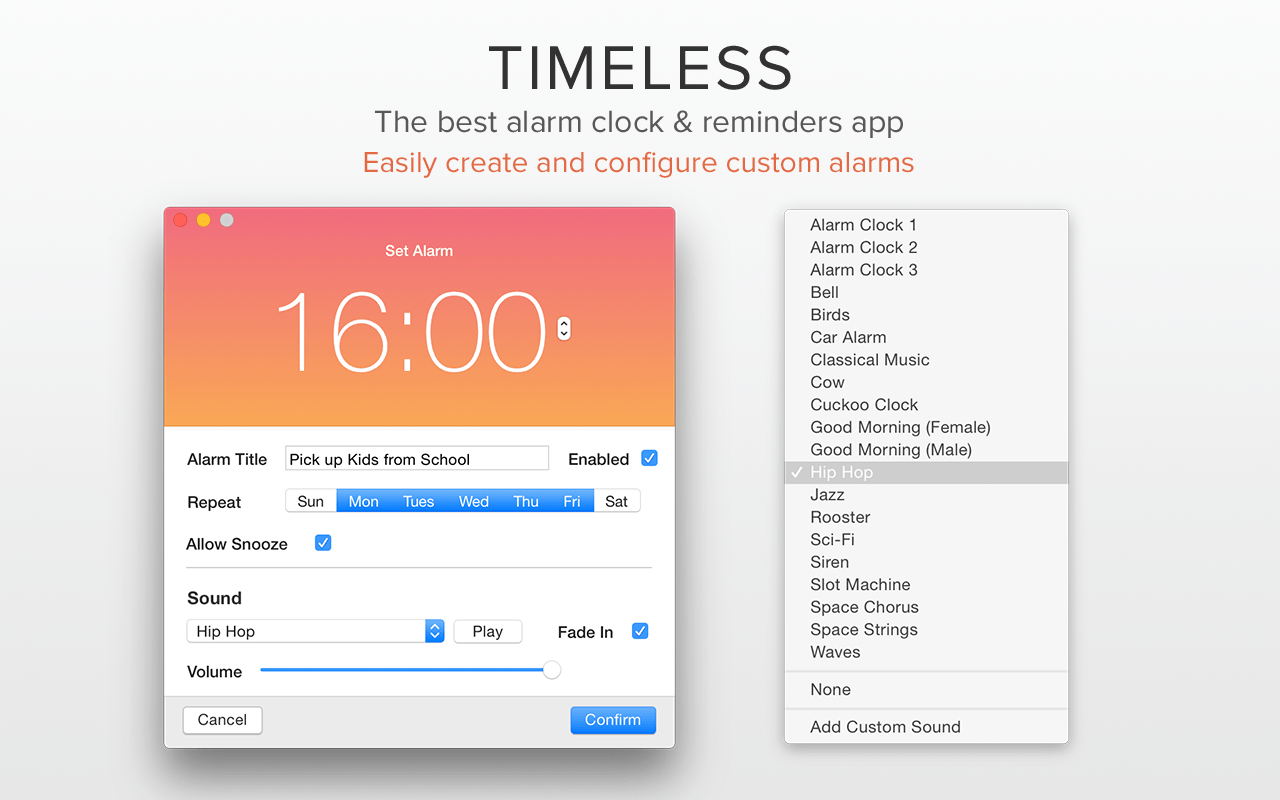 TIMELESS
The best alarm clock & reminders app
Easily create and configure custom alarms
Set Alarm
16:00
Alarm Title Pick up Kids from School Enabled
Repeat Sun Mon Tues Wed Thu Fri Sat
Allow Snooze
Sound
Hip Hop Play Fade In
Volume
Cancel Confirm
Alarm Clock 1
Alarm Clock 2
Alarm Clock 3
Bell
Birds
Car Alarm
Classical Music
Cow
Cuckoo Clock
Good Morning (Female)
Good Morning (Male)
Hip Hop
Jazz
Rooster
Sci-Fi
Siren
Slot Machine
Space Chorus
Space Strings
Waves
None
Add Custom Sound